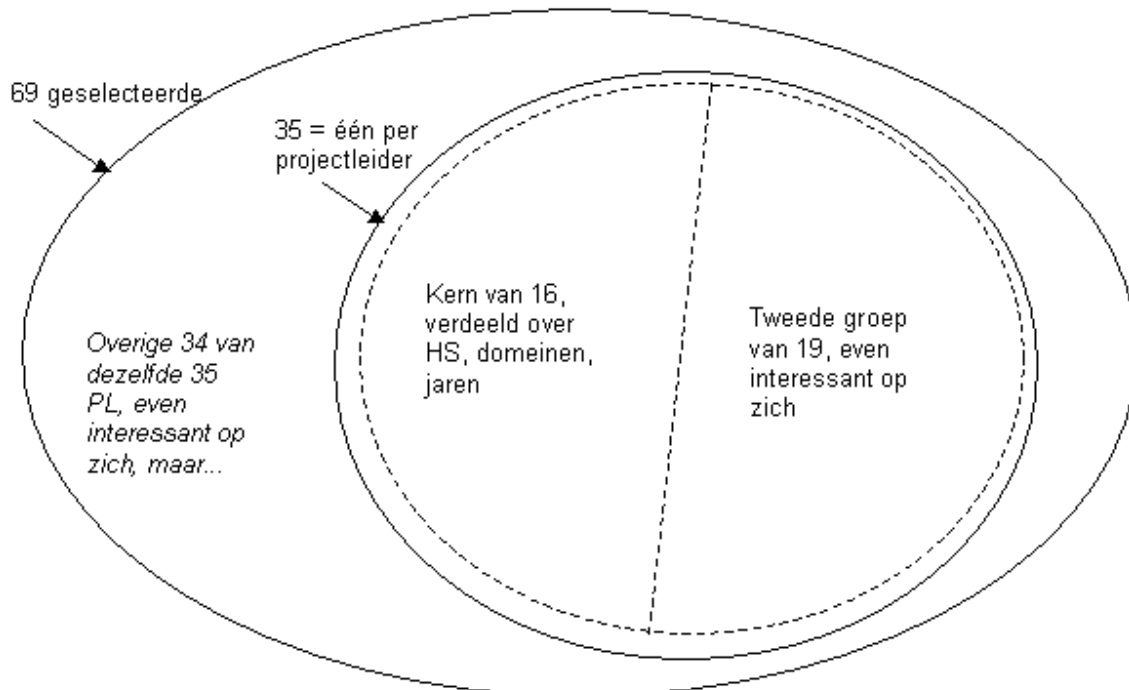 69 geselecteerde
35 = één per
projectleider
Kern van 16,
verdeeld over
HS, domeinen,
jaren
Tweede groep
van 19, even
interessant op
zich
Overige 34 van
dezelfde 35
PL, even
interessant op
zich, maar...